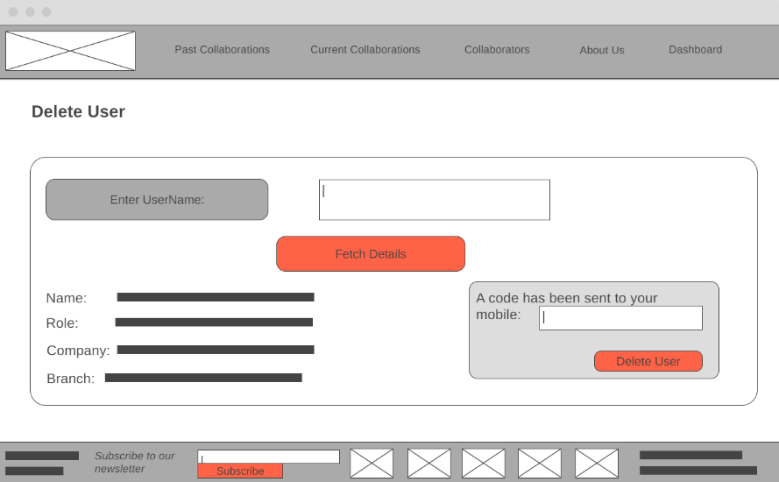 Past Collaborations Current Collaborations Collaborators About Us Dashboard
Delete User
Enter UserName:
Fetch Details
Name:
Role:
Company:
Branch:
A code has been sent to your
mobile:
Delete User
Subscribe to our
newsletter
Subscribe